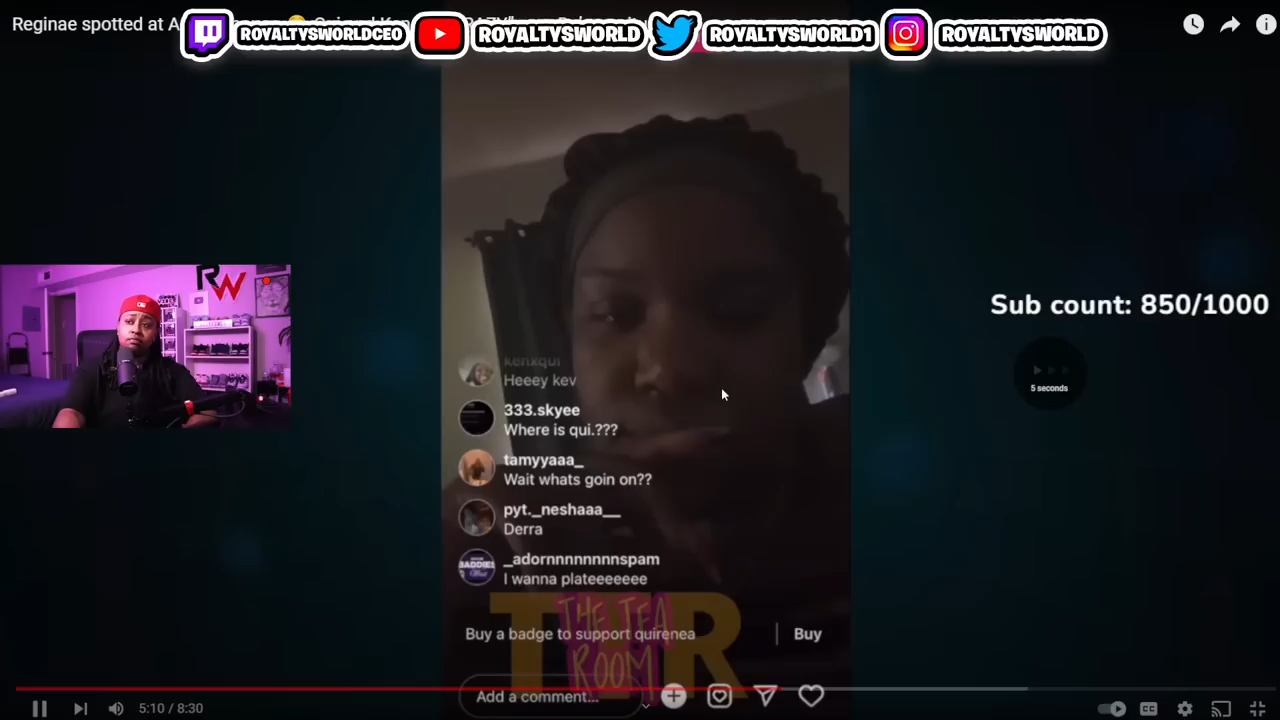 Reginae spotted at A
ROYALTYSWORLDCEO
ROYALTYSWORLD
ROYALTYSWORLD1
ROYALTYSWORLD
RW
Sub count: 850/1000
5 seconds
kenxqui
Heeey kev
333.skyee
Where is qui.???
tamyyaaa_
Wait whats goin on??
pyt._neshaaa__
Derra
_adornnnnnnnnspam
I wanna plateeeeeee
THE TEA
ROOM
Buy a badge to support quirenea
Buy
Add a comment...
5:10 / 8:30